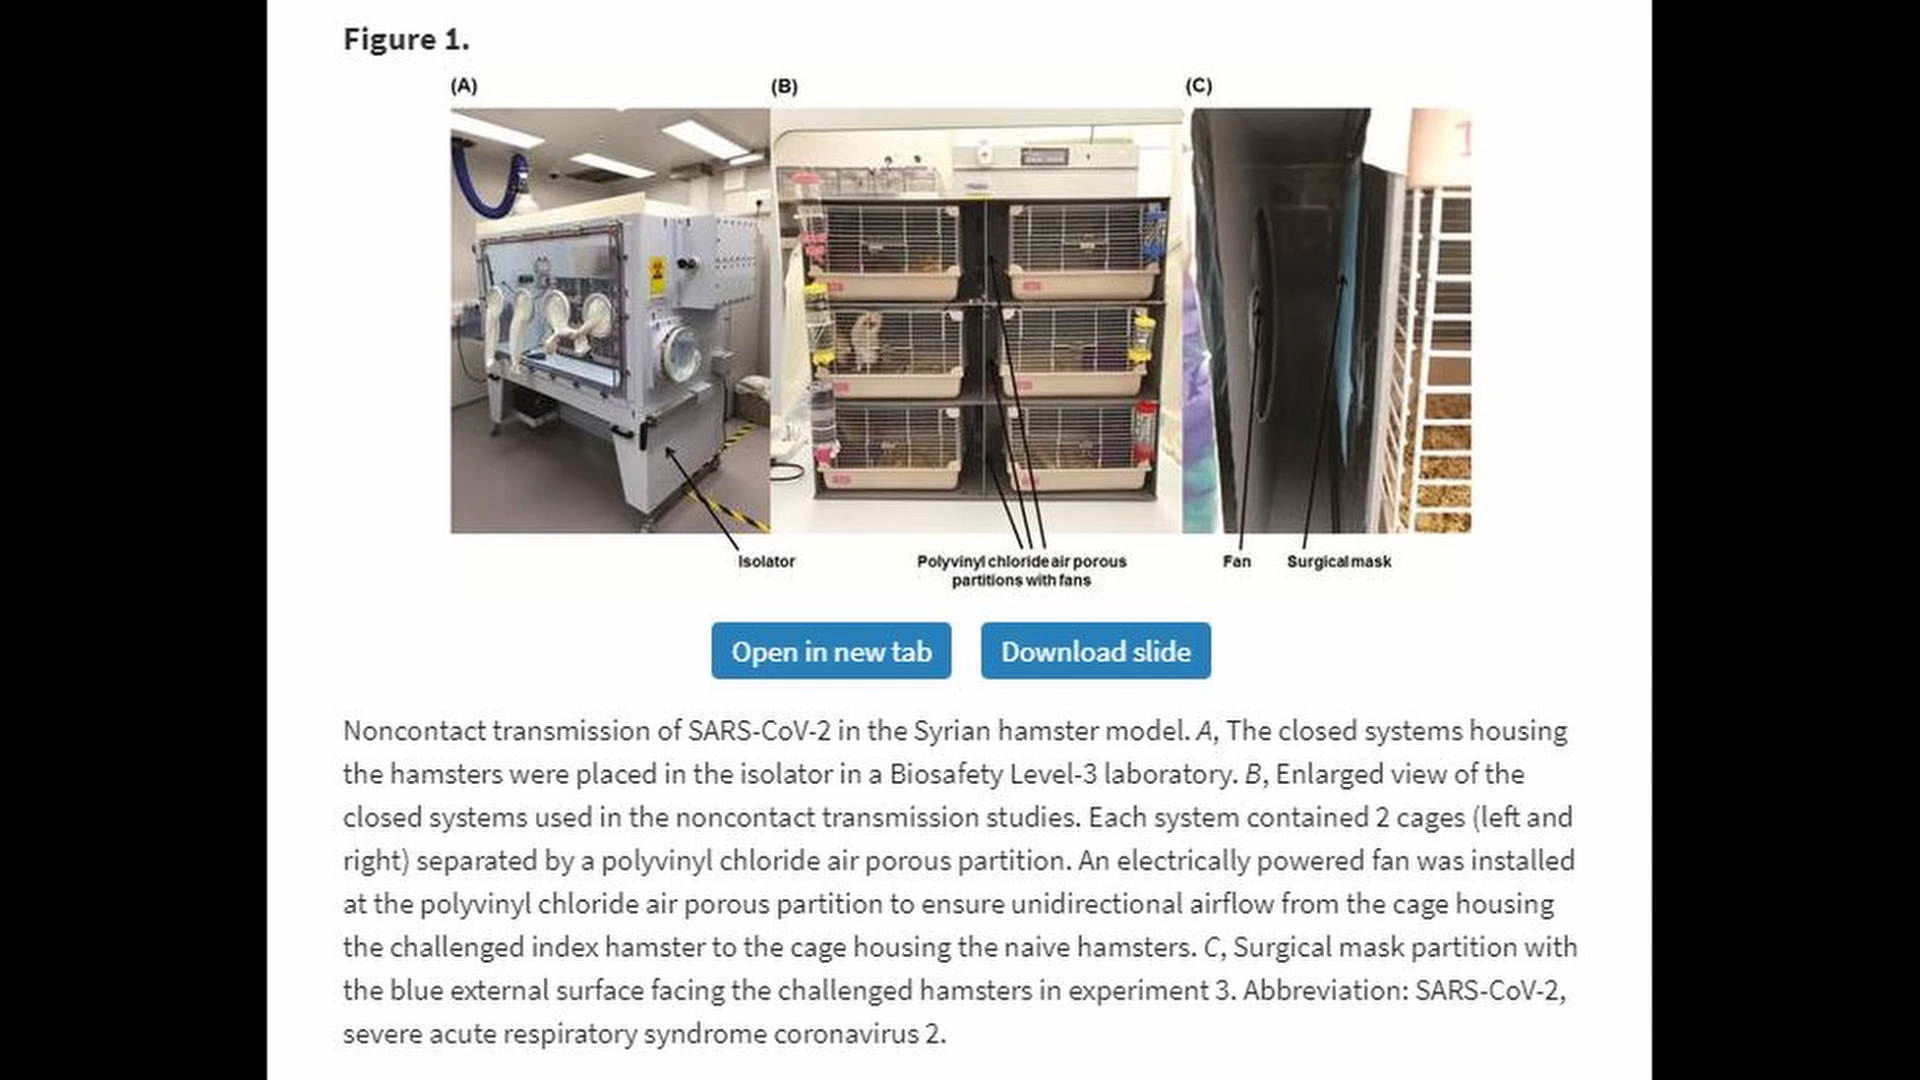 Figure 1.
(A) (B) (C)
Isolator
Polyvinyl chloride air porous
partitions with fans
Fan
Surgical mask
Open in new tab
Download slide
Noncontact transmission of SARS-CoV-2 in the Syrian hamster model. A, The closed systems housing
the hamsters were placed in the isolator in a Biosafety Level-3 laboratory. B, Enlarged view of the
closed systems used in the noncontact transmission studies. Each system contained 2 cages (left and
right) separated by a polyvinyl chloride air porous partition. An electrically powered fan was installed
at the polyvinyl chloride air porous partition to ensure unidirectional airflow from the cage housing
the challenged index hamster to the cage housing the naive hamsters. C, Surgical mask partition with
the blue external surface facing the challenged hamsters in experiment 3. Abbreviation: SARS-CoV-2,
severe acute respiratory syndrome coronavirus 2.